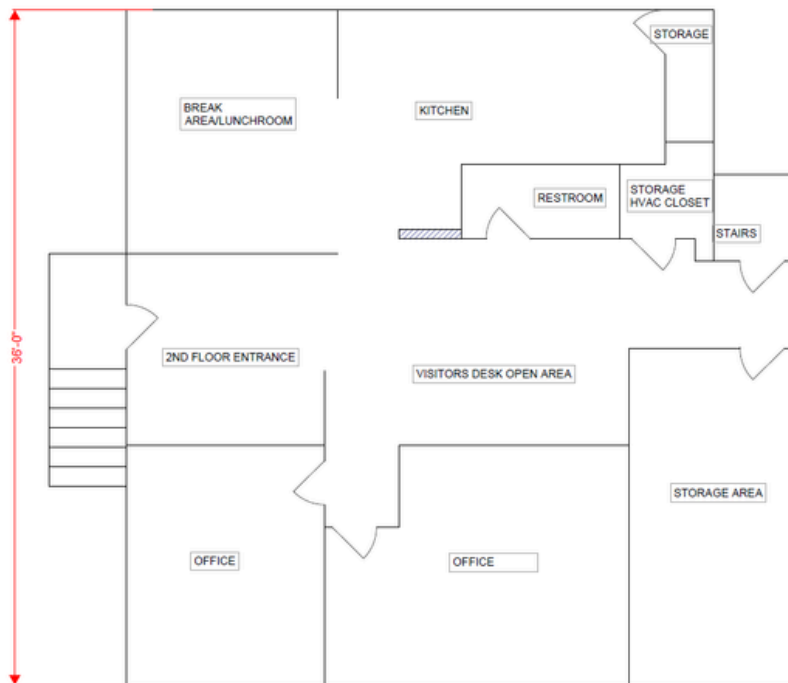 STORAGE
BREAK
AREA/LUNCHROOM
KITCHEN
RESTROOM
STORAGE
HVAC CLOSET
STAIRS
36'-0"
2ND FLOOR ENTRANCE
VISITORS DESK OPEN AREA
STORAGE AREA
OFFICE
OFFICE